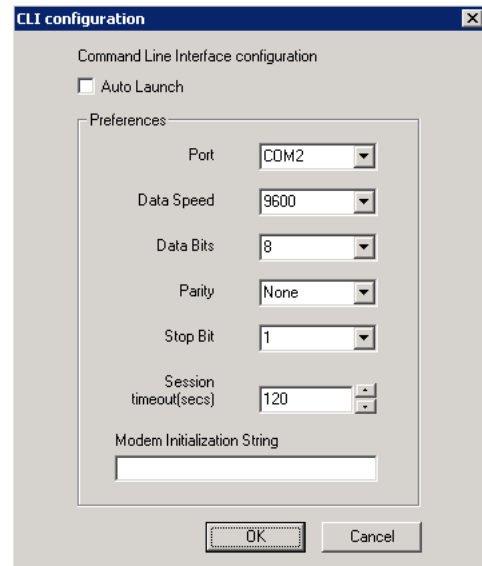 CLI configuration
Command Line Interface configuration
Auto Launch
Preferences
Port COM2
Data Speed 9600
Data Bits 8
Parity None
Stop Bit 1
Session
timeout(secs) 120
Modem Initialization String
OK Cancel